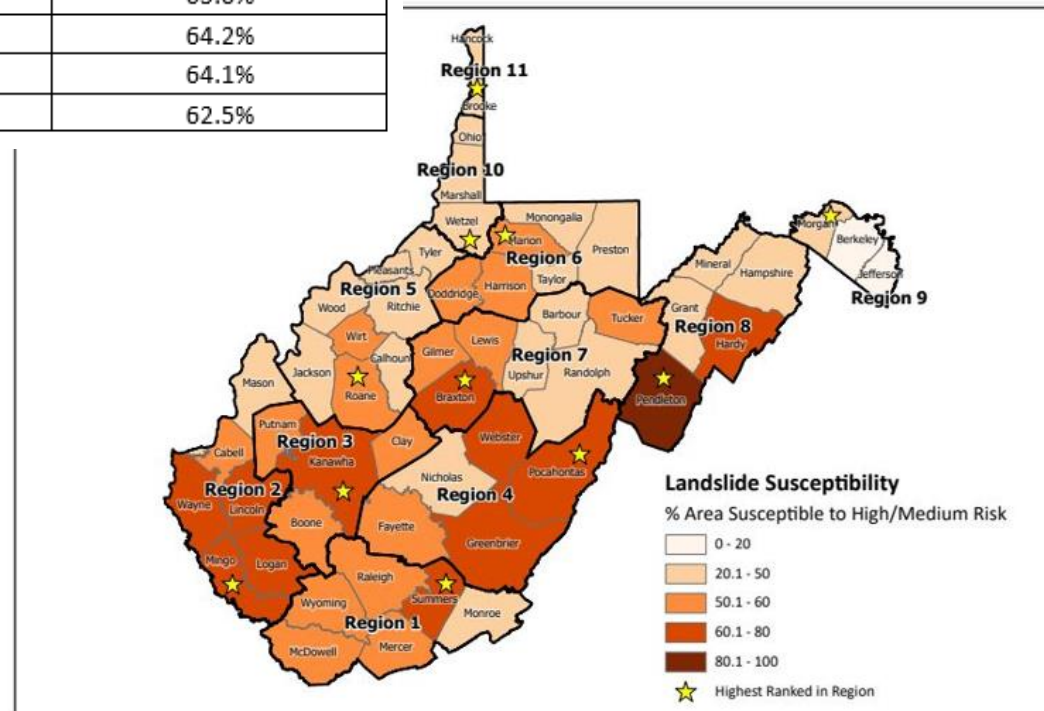 64.2%
64.1%
62.5%
Hancock
Region 11
Brooke
Ohio
Region 10
Marshall
Wetzel
Monongalia
Marion
Preston
Region 6
Taylor
Tyler
Pleasants
Region 5
Doddridge
Harrison
Wood
Ritchie
Morgan
Berkeley
Jefferson
Region 9
Mineral
Hampshire
Grant
Region 8
Hardy
Barbour
Tucker
Wirt
Calhoun
Gilmer
Lewis
Region 7
Upshur
Randolph
Jackson
Roane
Braxton
Mason
Pendleton
Putnam
Region 3
Kanawha
Clay
Webster
Cabell
Pocahontas
Nicholas
Region 4
Region 2
Wayne
Lincoln
Boone
Fayette
Greenbrier
Mingo
Logan
Raleigh
Summers
Wyoming
Region 1
Monroe
McDowell
Mercer
Landslide Susceptibility
% Area Susceptible to High/Medium Risk
0 - 20
20.1 - 50
50.1 - 60
60.1 - 80
80.1 - 100
Highest Ranked in Region